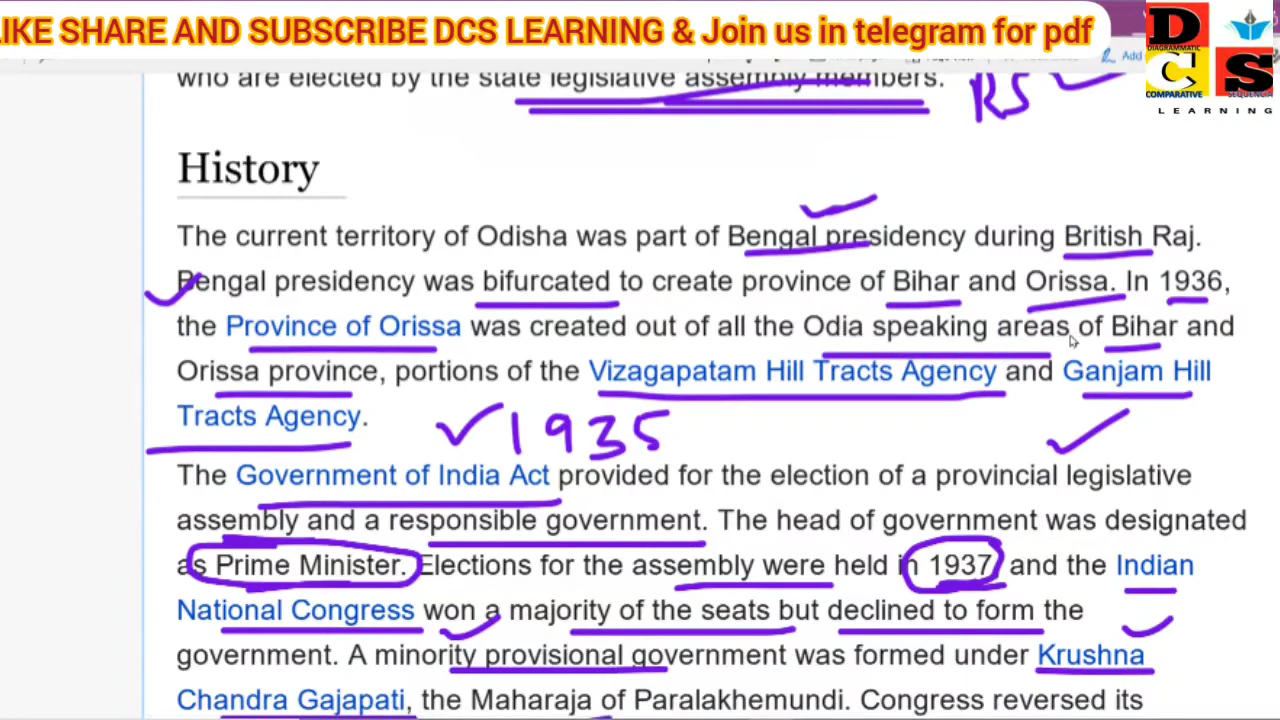 LIKE SHARE AND SUBSCRIBE DCS LEARNING & Join us in telegram for pdf
D
DIAGRAMMATIC
C S
COMPARATIVE
LEARNING
Add
who are elected by the state legislative assembly members.
RS
History
The current territory of Odisha was part of Bengal presidency during British Raj.
Bengal presidency was bifurcated to create province of Bihar and Orissa. In 1936,
the Province of Orissa was created out of all the Odia speaking areas of Bihar and
Orissa province, portions of the Vizagapatam Hill Tracts Agency and Ganjam Hill
Tracts Agency.
1935
The Government of India Act provided for the election of a provincial legislative
assembly and a responsible government. The head of government was designated
as Prime Minister. Elections for the assembly were held in 1937 and the Indian
National Congress won a majority of the seats but declined to form the
government. A minority provisional government was formed under Krushna
Chandra Gajapati, the Maharaja of Paralakhemundi. Congress reversed its